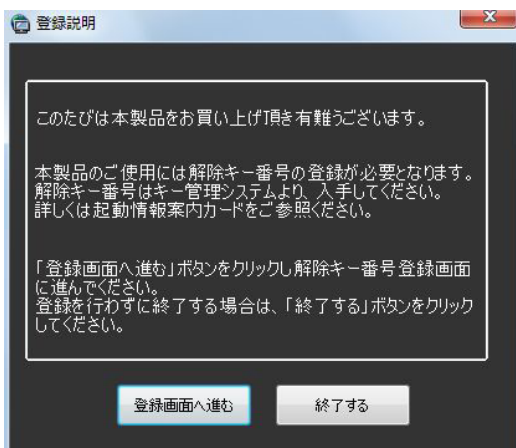 登録説明
このたびは本製品をお買い上げ頂き有難うございます。
本製品のご使用には解除キー番号の登録が必要となります。
解除キー番号はキー管理システムより、入手してください。
詳しくは起動情報案内カードをご参照ください。
「登録画面へ進む」ボタンをクリックし解除キー番号登録画面
に進んでください。
登録を行わずに終了する場合は、「終了する」ボタンをクリック
してください。
登録画面へ進む
終了する